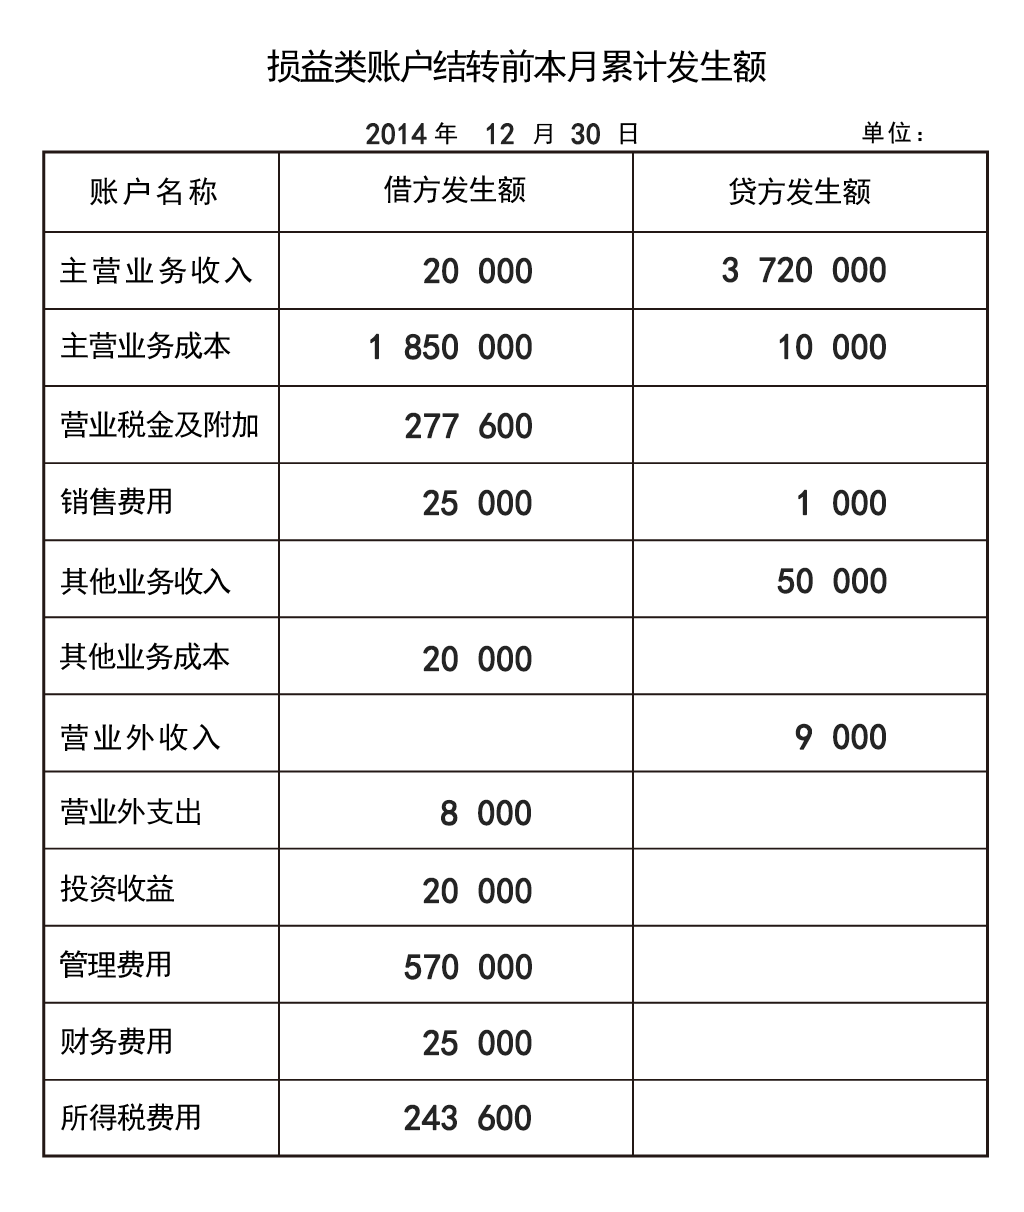 损益类账户结转前本月累计发生额
2014 年 12 月 30 日 单位：
账户名称 借方发生额 贷方发生额
主营业务收入 20 000 3 720 000
主营业务成本 1 850 000 10 000
营业税金及附加 277 600
销售费用 25 000 1 000
其他业务收入 50 000
其他业务成本 20 000
营业外收入 9 000
营业外支出 8 000
投资收益 20 000
管理费用 570 000
财务费用 25 000
所得税费用 243 600